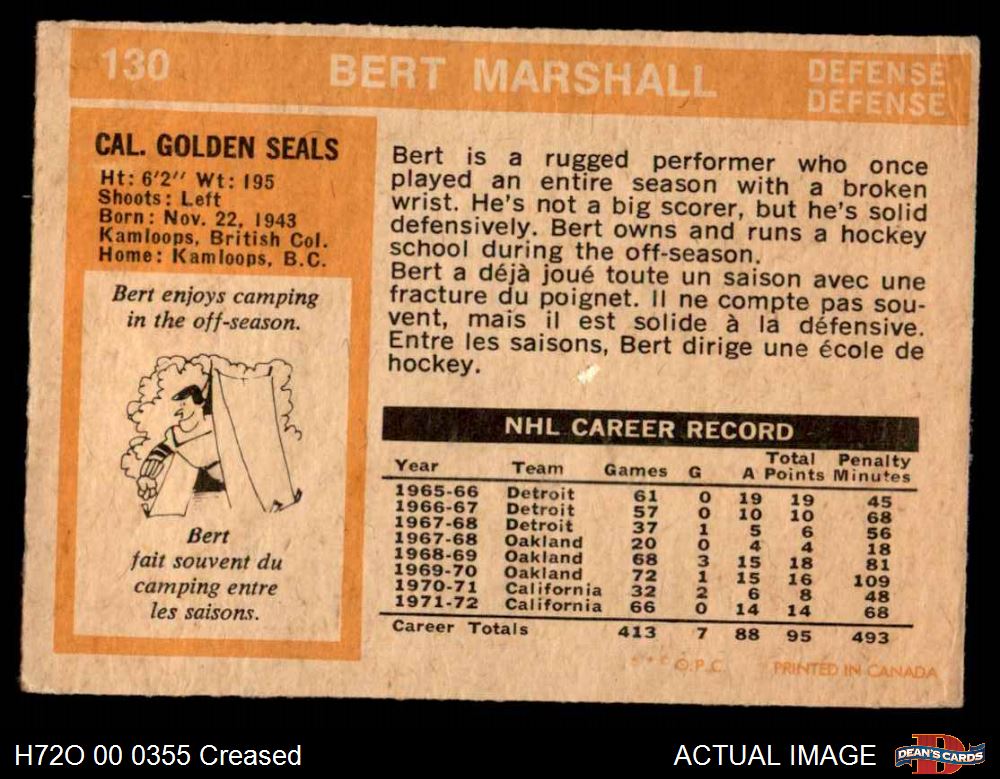 130 BERT MARSHALL DEFENSE
DEFENSE
CAL. GOLDEN SEALS
Ht: 6'2" Wt: 195
Shoots: Left
Born: Nov. 22, 1943
Kamloops, British Col.
Home: Kamloops, B.C.
Bert enjoys camping
in the off-season.
Bert
fait souvent du
camping entre
les saisons.
Bert is a rugged performer who once
played an entire season with a broken
wrist. He's not a big scorer, but he's solid
defensively. Bert owns and runs a hockey
school during the off-season.
Bert a déjà joué toute un saison avec une
fracture du poignet. Il ne compte pas sou-
vent, mais il est solide à la défensive.
Entre les saisons, Bert dirige une école de
hockey.
NHL CAREER RECORD
Year Team Games G A Total Points Penalty Minutes
1965-66 Detroit 61 0 19 19 45
1966-67 Detroit 57 0 10 10 68
1967-68 Detroit 37 1 5 6 56
1967-68 Oakland 20 0 4 4 18
1968-69 Oakland 68 3 15 18 81
1969-70 Oakland 72 1 15 16 109
1970-71 California 32 2 6 8 48
1971-72 California 66 0 14 14 68
Career Totals 413 7 88 95 493
*** O.P.C. PRINTED IN CANADA
H72O 00 0355 Creased
ACTUAL IMAGE
DEAN'S CARDS